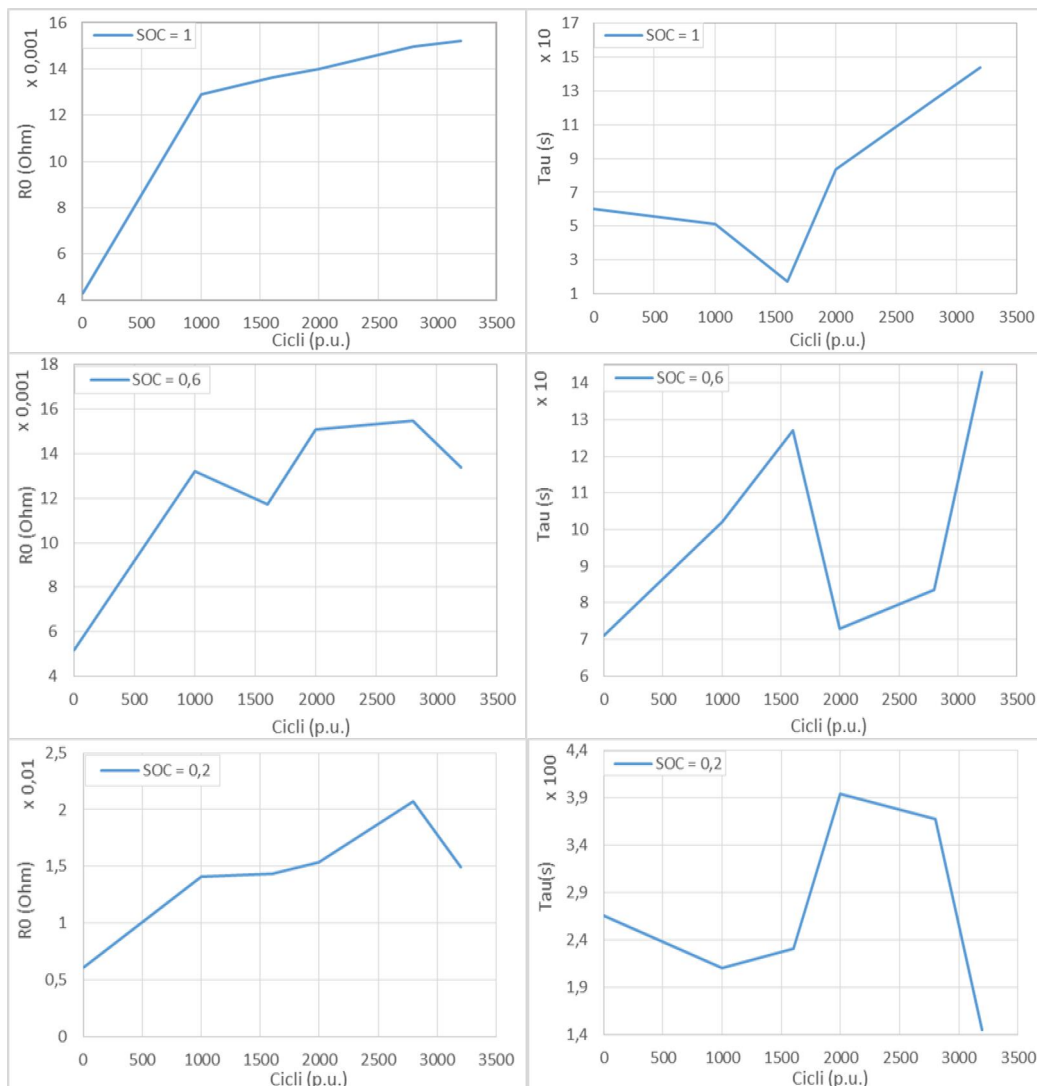 x 0,001
R0 (Ohm)
SOC = 1
16
14
12
10
8
6
4
0 500 1000 1500 2000 2500 3000 3500
Cicli (p.u.)
x 10
Tau (s)
SOC = 1
17
15
13
11
9
7
5
3
1
0 500 1000 1500 2000 2500 3000 3500
Cicli (p.u.)
x 0,001
R0 (Ohm)
SOC = 0,6
18
16
14
12
10
8
6
4
0 500 1000 1500 2000 2500 3000 3500
Cicli (p.u.)
x 10
Tau (s)
SOC = 0,6
14
13
12
11
10
9
8
7
6
0 500 1000 1500 2000 2500 3000 3500
Cicli (p.u.)
x 0,01
R0 (Ohm)
SOC = 0,2
2,5
2
1,5
1
0,5
0
0 500 1000 1500 2000 2500 3000 3500
Cicli (p.u.)
x 100
Tau(s)
SOC = 0,2
4,4
3,9
3,4
2,9
2,4
1,9
1,4
0 500 1000 1500 2000 2500 3000 3500
Cicli (p.u.)